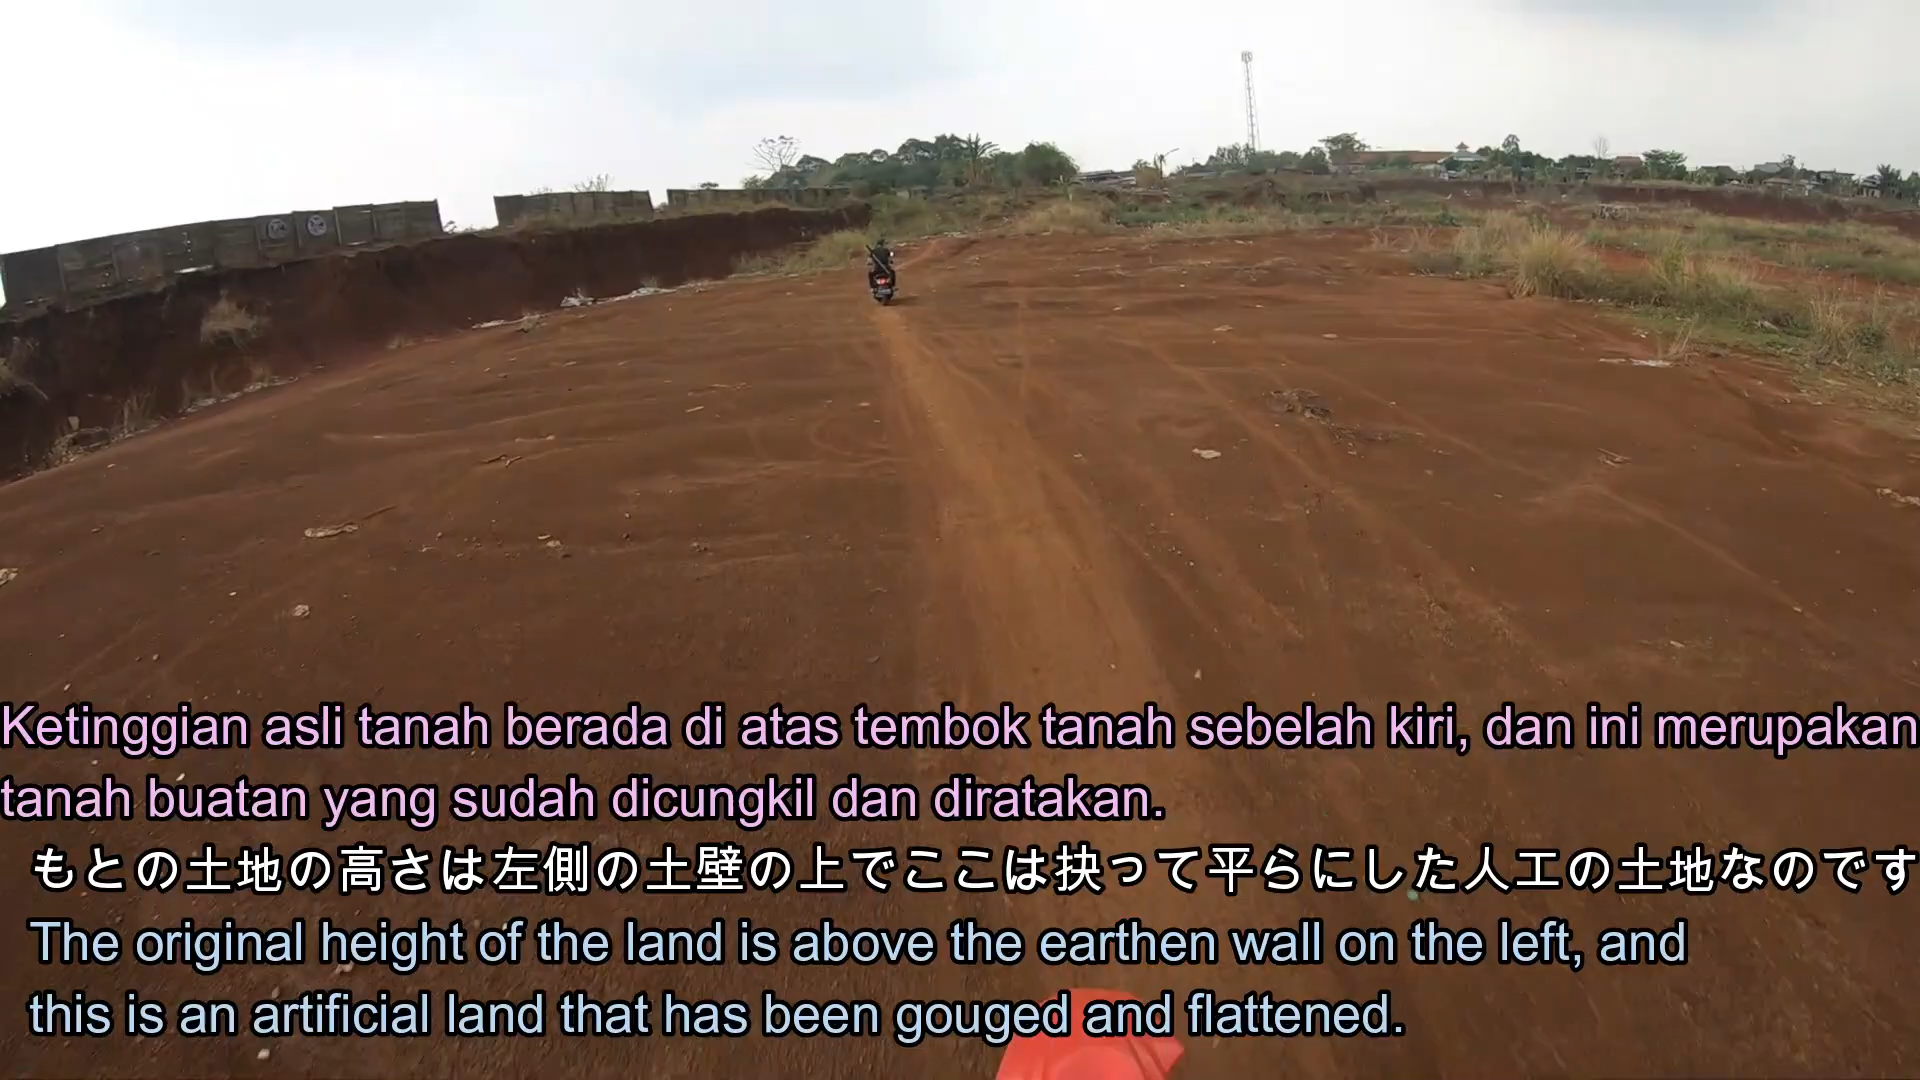 Ketinggian asli tanah berada di atas tembok tanah sebelah kiri, dan ini merupakan
tanah buatan yang sudah dicungkil dan diratakan.
もとの土地の高さは左側の土壁の上でここは抉って平らにした人工の土地なのです
The original height of the land is above the earthen wall on the left, and
this is an artificial land that has been gouged and flattened.